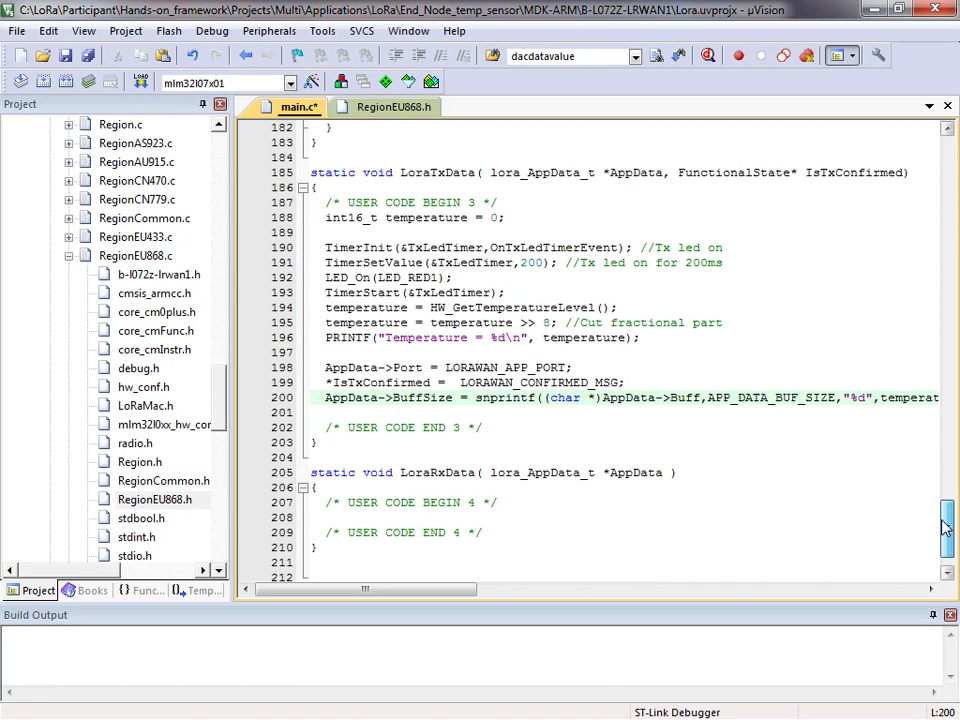 C:\LoRa\Participant\Hands-on_framework\Projects\Multi\Applications\LoRa\End_Node_temp_sensor\MDK-ARM\B-L072Z-LRWAN1\Lora.uvprojx - µVision
File Edit View Project Flash Debug Peripherals Tools SVCS Window Help
dacdatavalue
LOAD mlm32l07x01
Project
main.c* RegionEU868.h
Region.c
RegionAS923.c
RegionAU915.c
RegionCN470.c
RegionCN779.c
RegionCommon.c
RegionEU433.c
RegionEU868.c
b-l072z-lrwan1.h
cmsis_armcc.h
core_cm0plus.h
core_cmFunc.h
core_cmInstr.h
debug.h
hw_conf.h
LoRaMac.h
mlm32l0xx_hw_cor
radio.h
Region.h
RegionCommon.h
RegionEU868.h
stdbool.h
stdint.h
stdio.h
182 }
183 }
184
185 static void LoraTxData( lora_AppData_t *AppData, FunctionalState* IsTxConfirmed)
186 {
187 /* USER CODE BEGIN 3 */
188 int16_t temperature = 0;
189
190 TimerInit(&TxLedTimer,OnTxLedTimerEvent); //Tx led on
191 TimerSetValue(&TxLedTimer,200); //Tx led on for 200ms
192 LED_On(LED_RED1);
193 TimerStart(&TxLedTimer);
194 temperature = HW_GetTemperatureLevel();
195 temperature = temperature >> 8; //Cut fractional part
196 PRINTF("Temperature = %d\n", temperature);
197
198 AppData->Port = LORAWAN_APP_PORT;
199 *IsTxConfirmed = LORAWAN_CONFIRMED_MSG;
200 AppData->BuffSize = snprintf((char *)AppData->Buff,APP_DATA_BUF_SIZE,"%d",temperat
201
202 /* USER CODE END 3 */
203 }
204
205 static void LoraRxData( lora_AppData_t *AppData )
206 {
207 /* USER CODE BEGIN 4 */
208
209 /* USER CODE END 4 */
210 }
211
212
Project Books {} Func... Temp...
Build Output
ST-Link Debugger L:200